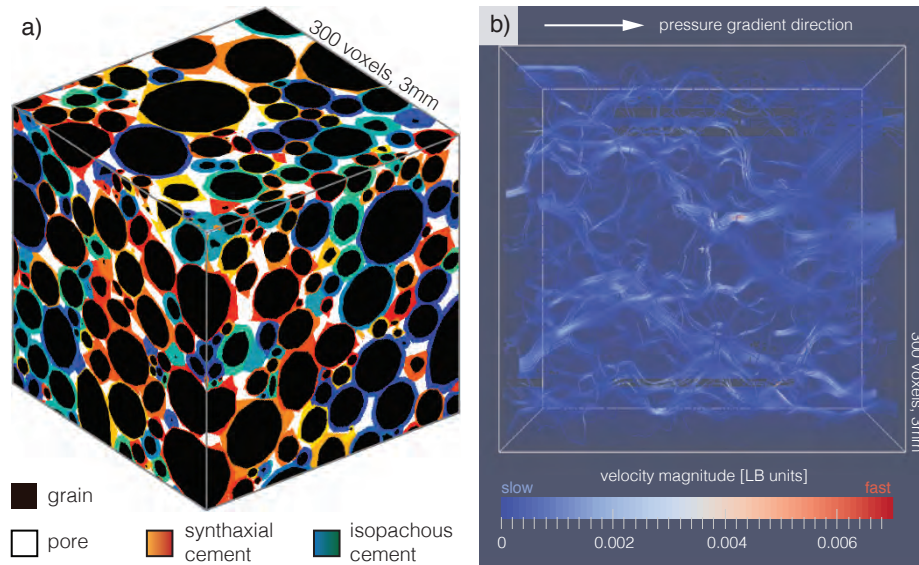 a)
300 voxels, 3mm
grain
pore
synthaxial
cement
isopachous
cement
b)
pressure gradient direction
300 voxels, 3mm
velocity magnitude [LB units]
slow
fast
0
0.002
0.004
0.006